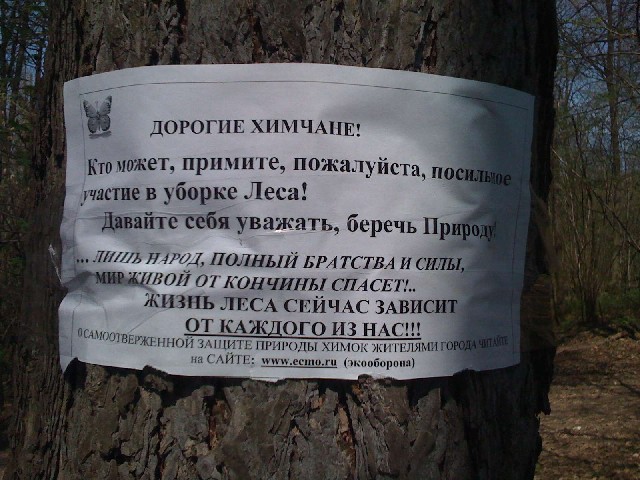 ДОРОГИЕ ХИМЧАНЕ!
Кто может, примите, пожалуйста, посильное
участие в уборке Леса!
Давайте себя уважать, беречь Природу!
... ЛИШЬ НАРОД, ПОЛНЫЙ БРАТСТВА И СИЛЫ,
МИР ЖИВОЙ ОТ КОНЧИНЫ СПАСЕТ!..
ЖИЗНЬ ЛЕСА СЕЙЧАС ЗАВИСИТ
ОТ КАЖДОГО ИЗ НАС!!!
О САМООТВЕРЖЕННОЙ ЗАЩИТЕ ПРИРОДЫ ХИМОК ЖИТЕЛЯМИ ГОРОДА ЧИТАЙТЕ
на САЙТЕ: www.ecmo.ru (экооборона)